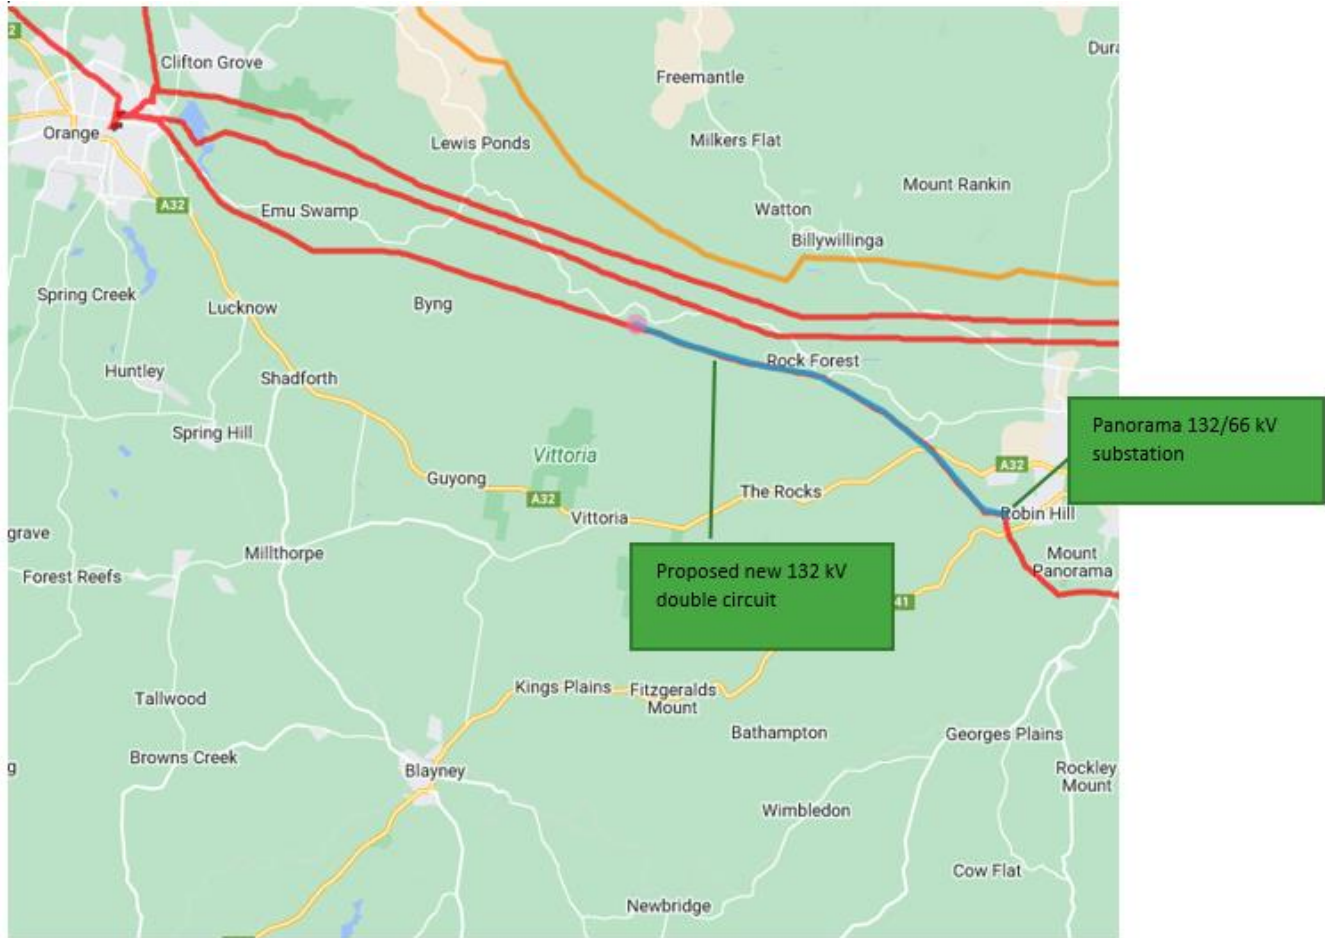 2
Clifton Grove
Dura
Freemantle
Orange
Lewis Ponds
Milkers Flat
Mount Rankin
A32
Emu Swamp
Watton
Billywillinga
Spring Creek
Lucknow
Byng
Huntley
Shadforth
Rock Forest
Spring Hill
Vittoria
Guyong
A32
The Rocks
A32
Panorama 132/66 kV
substation
Vittoria
Robin Hill
grave
Millthorpe
Forest Reefs
Mount
Panorama
Proposed new 132 kV
double circuit
41
Tallwood
Kings Plains
Fitzgeralds
Mount
Bathampton
Georges Plains
Browns Creek
g
Blayney
Rockley
Mount
Wimbledon
Cow Flat
Newbridge